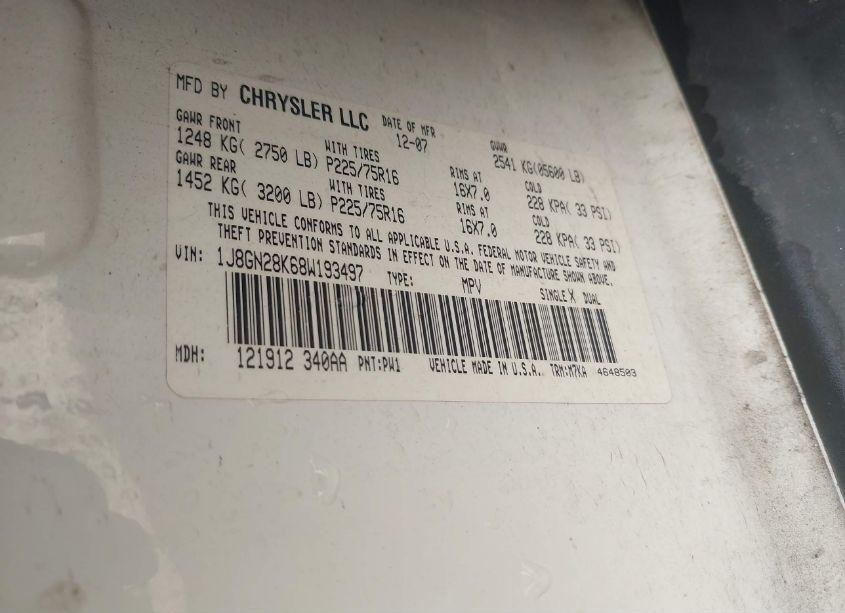 MFD BY CHRYSLER LLC DATE OF MFR 12-07 GVWR 2541 KG(05600 LB)
GAWR FRONT WITH TIRES RIMS AT COLD
1248 KG( 2750 LB) P225/75R16 16X7.0 228 KPA( 33 PSI)
GAWR REAR WITH TIRES RIMS AT COLD
1452 KG( 3200 LB) P225/75R16 16X7.0 228 KPA( 33 PSI)
THIS VEHICLE CONFORMS TO ALL APPLICABLE U.S.A. FEDERAL MOTOR VEHICLE SAFETY AND
THEFT PREVENTION STANDARDS IN EFFECT ON THE DATE OF MANUFACTURE SHOWN ABOVE.
VIN: 1J8GN28K68W193497 TYPE: MPV SINGLE X DUAL
MDH: 121912 340AA PNT:PW1 VEHICLE MADE IN U.S.A. TRM:M7KA 4648503